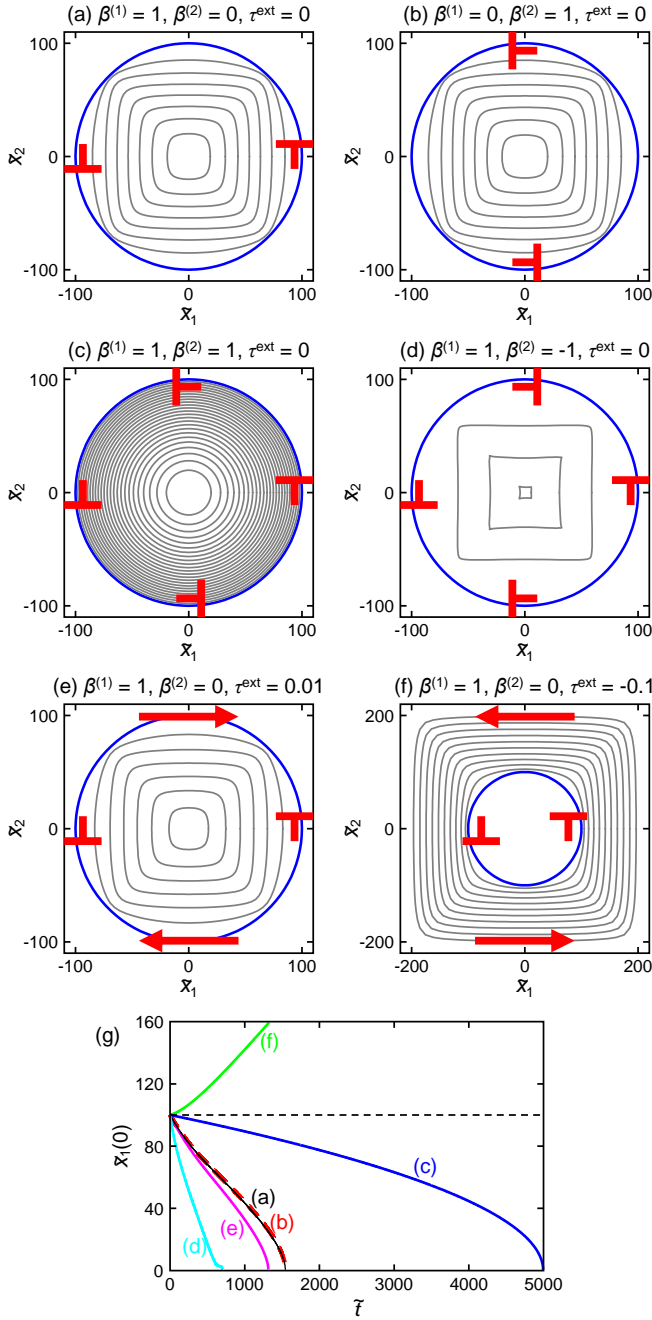 (a) β⁽¹⁾ = 1, β⁽²⁾ = 0, τᵉˣᵗ = 0
100
0
-100
x̃₂
-100 0 100
x̃₁
(b) β⁽¹⁾ = 0, β⁽²⁾ = 1, τᵉˣᵗ = 0
100
0
-100
x̃₂
-100 0 100
x̃₁
(c) β⁽¹⁾ = 1, β⁽²⁾ = 1, τᵉˣᵗ = 0
100
0
-100
x̃₂
-100 0 100
x̃₁
(d) β⁽¹⁾ = 1, β⁽²⁾ = -1, τᵉˣᵗ = 0
100
0
-100
x̃₂
-100 0 100
x̃₁
(e) β⁽¹⁾ = 1, β⁽²⁾ = 0, τᵉˣᵗ = 0.01
100
0
-100
x̃₂
-100 0 100
x̃₁
(f) β⁽¹⁾ = 1, β⁽²⁾ = 0, τᵉˣᵗ = -0.1
200
0
-200
x̃₂
-200 0 200
x̃₁
(g)
160
120
80
40
0
x̃₁(0)
(f)
(c)
(a)
(b)
(e)
(d)
0 1000 2000 3000 4000 5000
t̃